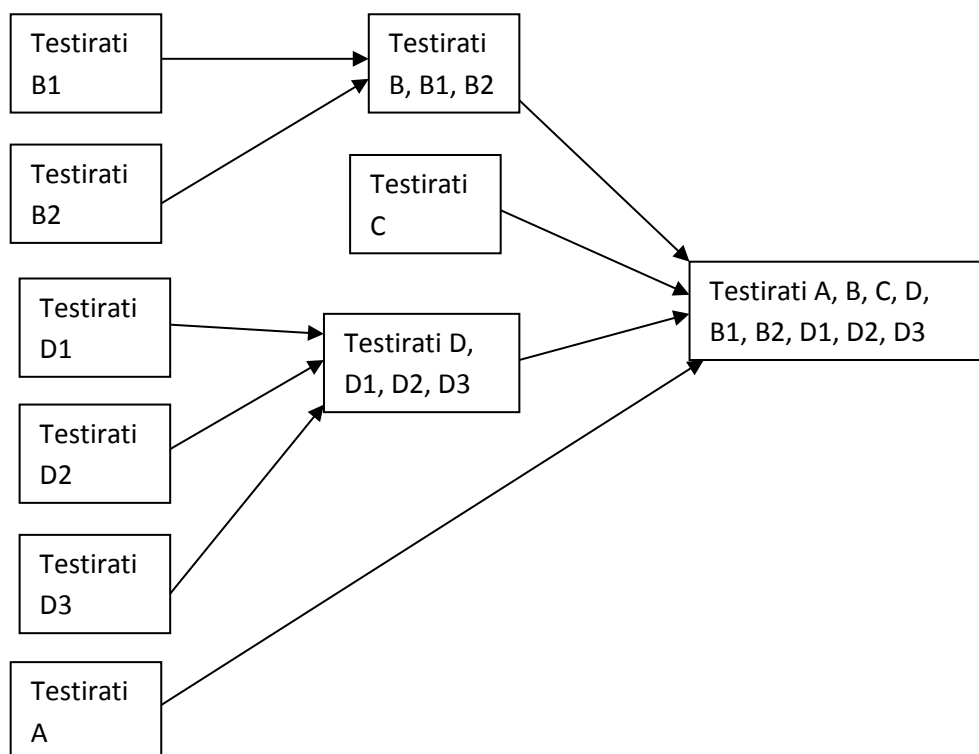 Testirati
B1
Testirati
B, B1, B2
Testirati
B2
Testirati
C
Testirati
D1
Testirati D,
D1, D2, D3
Testirati A, B, C, D,
B1, B2, D1, D2, D3
Testirati
D2
Testirati
D3
Testirati
A